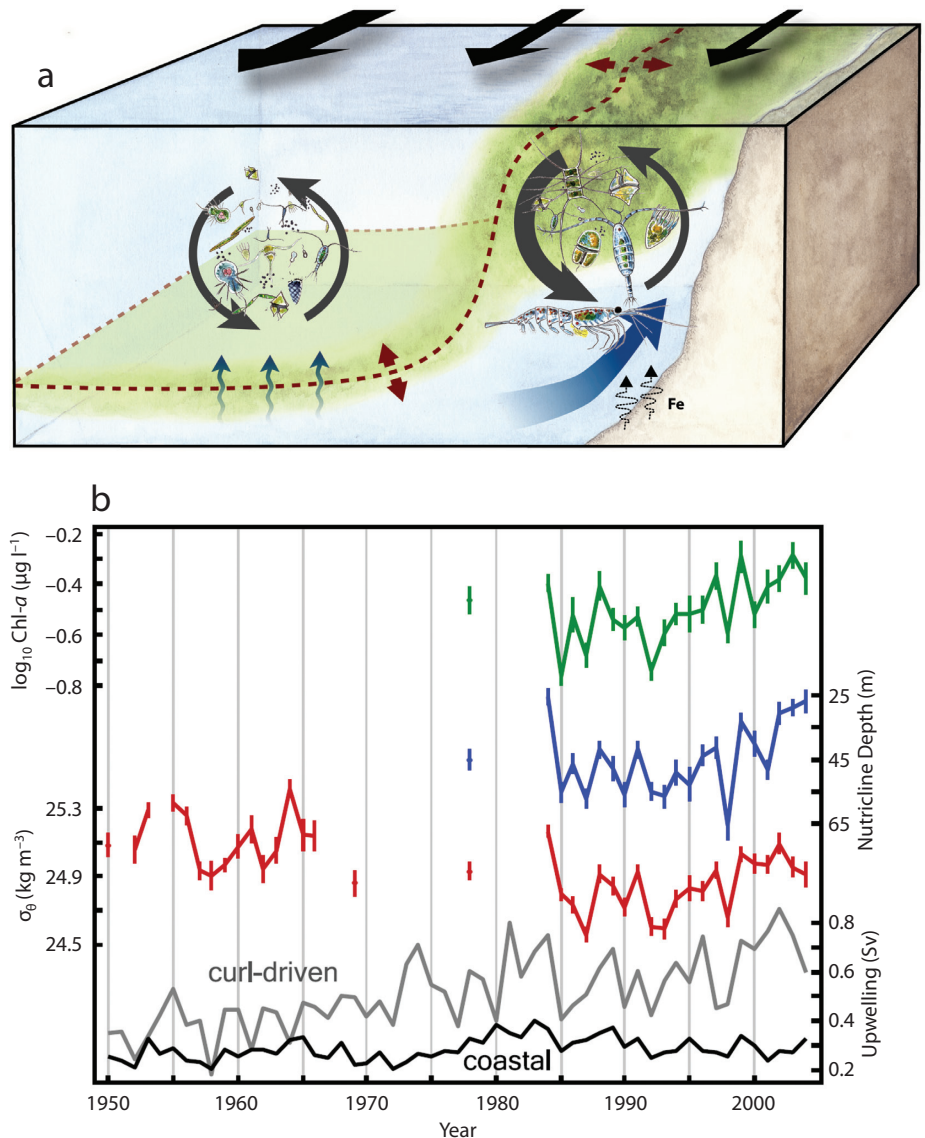 a
Fe
b
log₁₀ Chl-a (µg l⁻¹)
−0.2
−0.4
−0.6
−0.8
Nutricline Depth (m)
25
45
65
σθ (kg m⁻³)
25.3
24.9
24.5
Upwelling (Sv)
0.8
0.6
0.4
0.2
curl-driven
coastal
1950 1960 1970 1980 1990 2000
Year